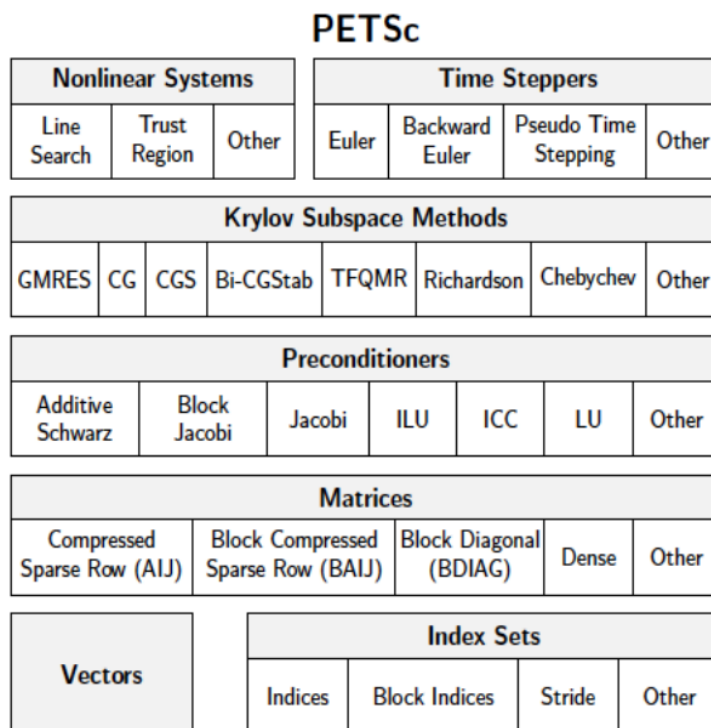 PETSc
Nonlinear Systems
Line
Search
Trust
Region
Other
Time Steppers
Euler
Backward
Euler
Pseudo Time
Stepping
Other
Krylov Subspace Methods
GMRES
CG
CGS
Bi-CGStab
TFQMR
Richardson
Chebychev
Other
Preconditioners
Additive
Schwarz
Block
Jacobi
Jacobi
ILU
ICC
LU
Other
Matrices
Compressed
Sparse Row (AIJ)
Block Compressed
Sparse Row (BAIJ)
Block Diagonal
(BDIAG)
Dense
Other
Vectors
Index Sets
Indices
Block Indices
Stride
Other